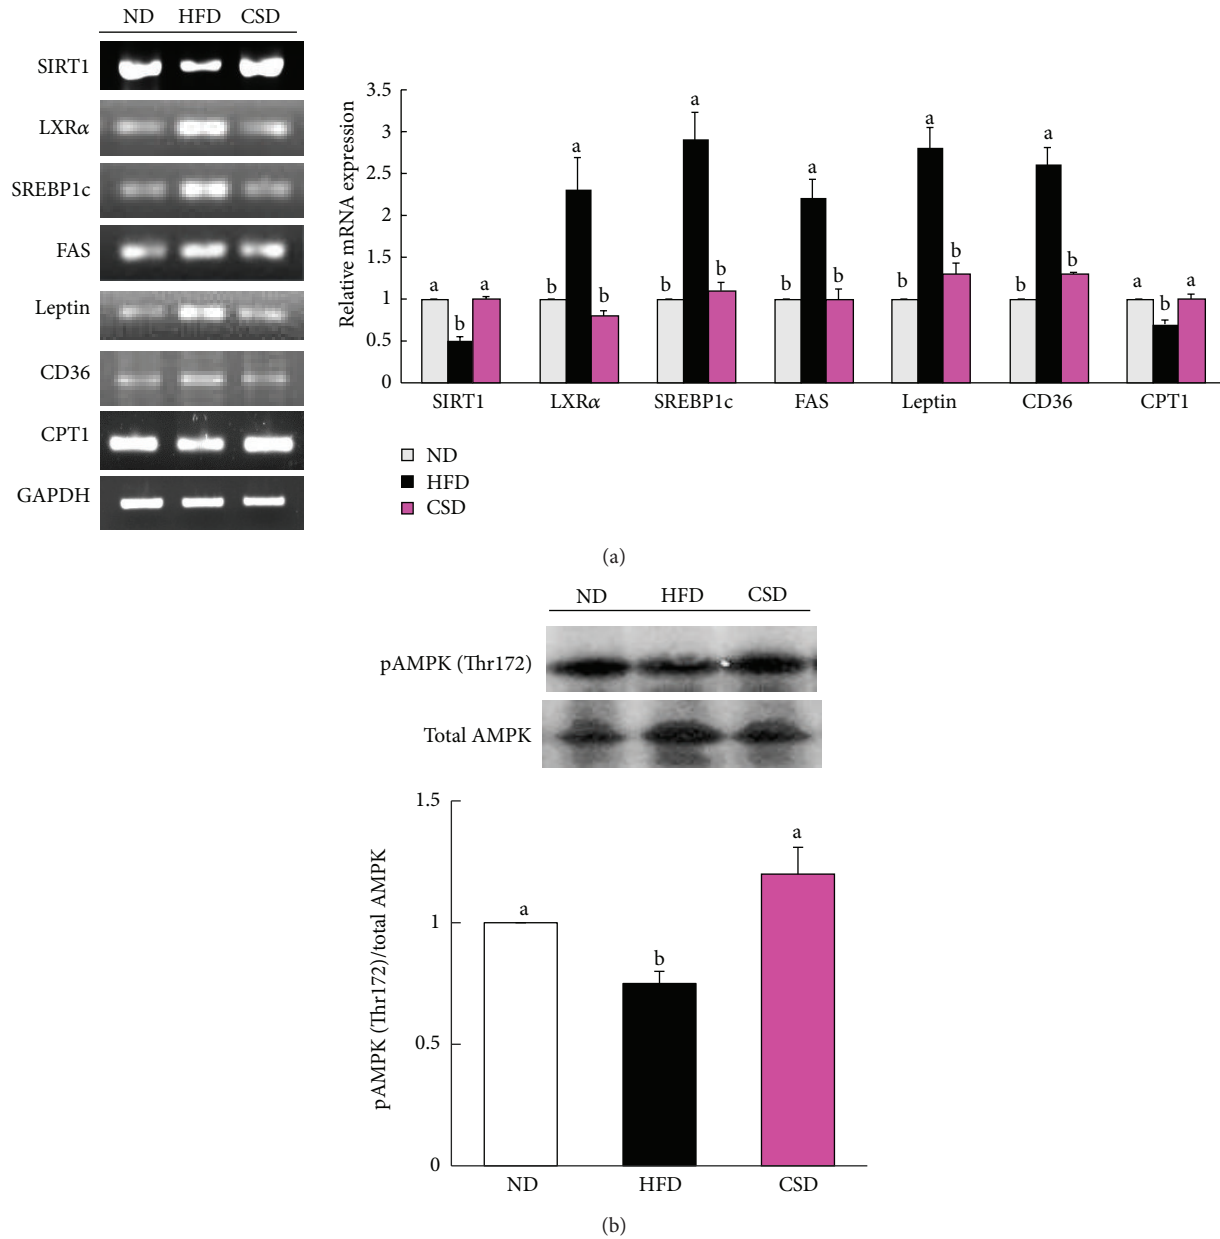 ND HFD CSD
SIRT1
LXRα
SREBP1c
FAS
Leptin
CD36
CPT1
GAPDH
Relative mRNA expression
3.5
3
2.5
2
1.5
1
0.5
0
a b a
b a b
b a b
b a b
b a b
b a b
a b a
SIRT1 LXRα SREBP1c FAS Leptin CD36 CPT1
ND
HFD
CSD
(a)
ND HFD CSD
pAMPK (Thr172)
Total AMPK
pAMPK (Thr172)/total AMPK
1.5
1
0.5
0
a b a
ND HFD CSD
(b)